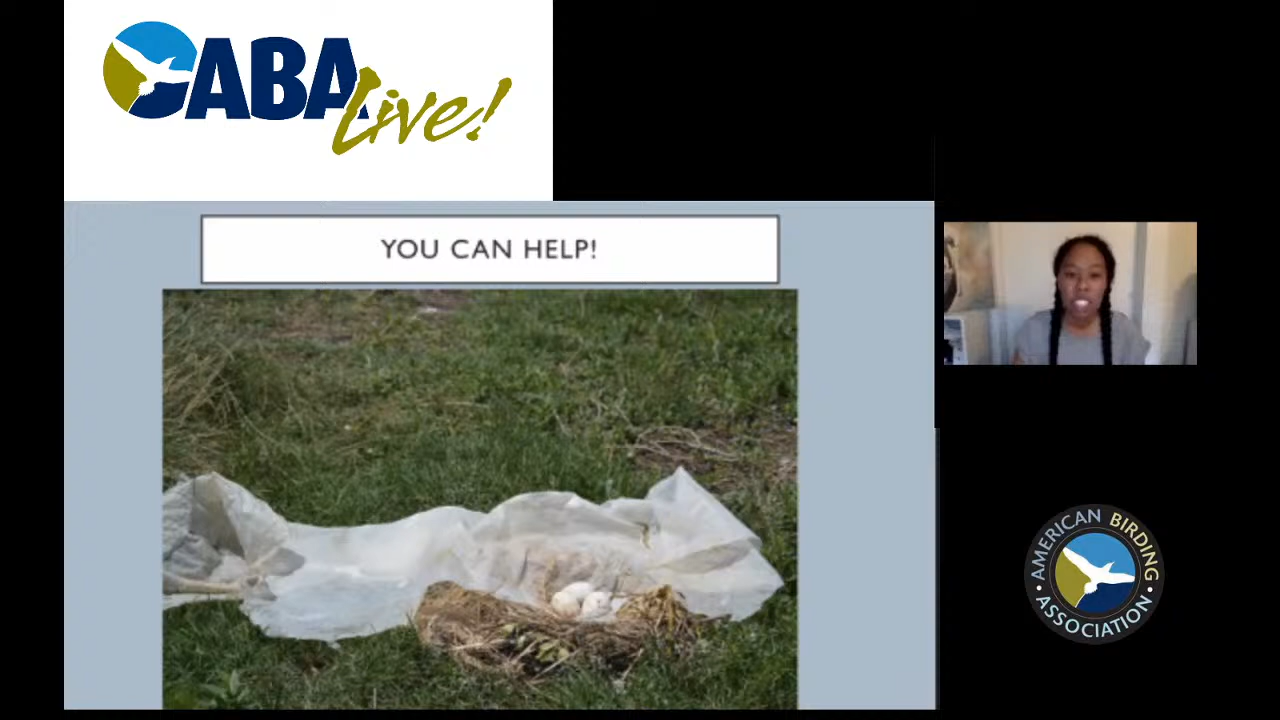 ABA
Live!
YOU CAN HELP!
AMERICAN BIRDING
ASSOCIATION